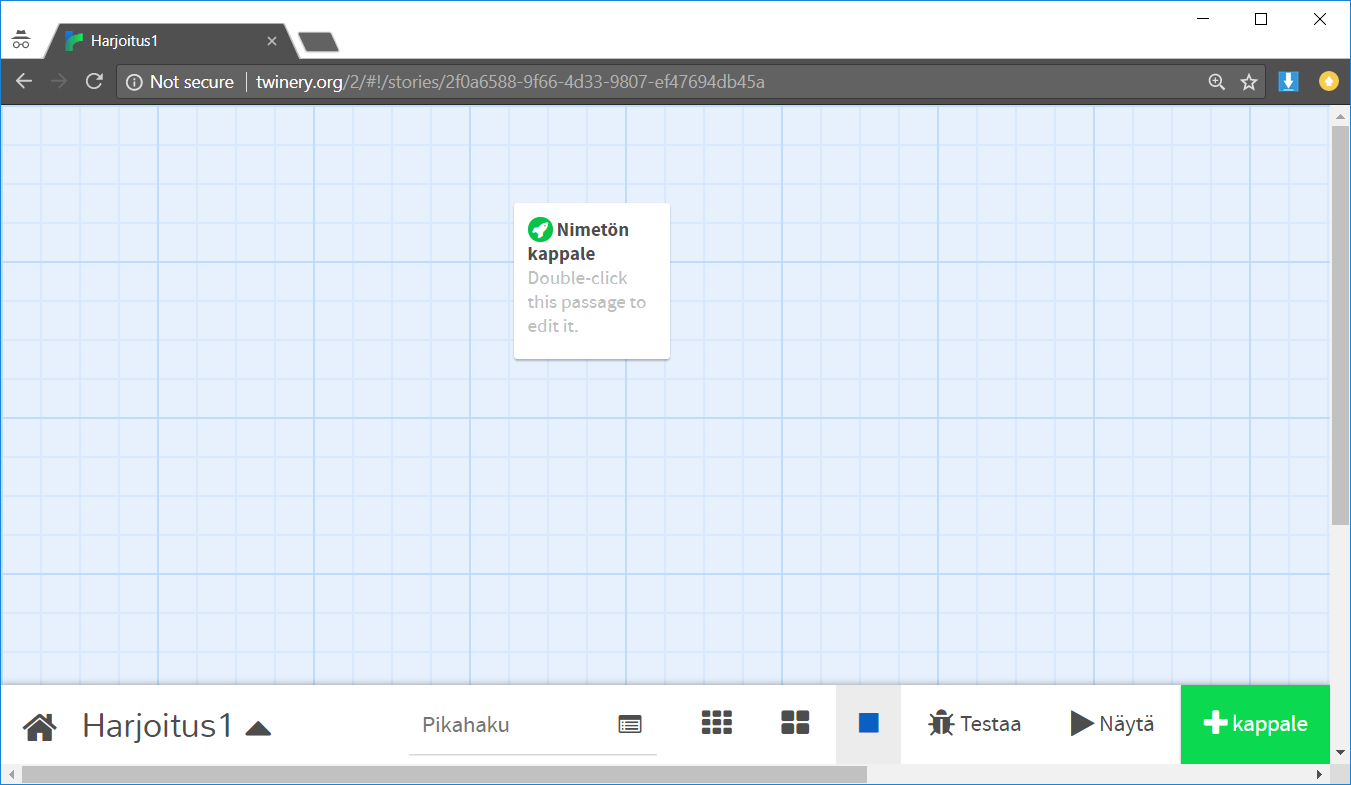 Harjoitus1
Not secure twinery.org/2/#!/stories/2f0a6588-9f66-4d33-9807-ef47694db45a
Nimetön
kappale
Double-click
this passage to
edit it.
Harjoitus1 Pikahaku Testaa Näytä kappale